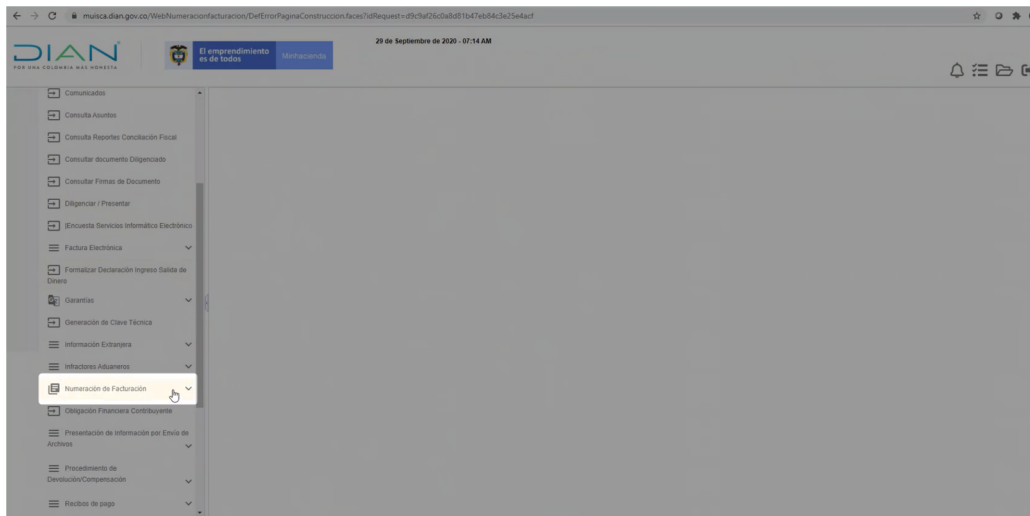 muisca.dian.gov.co/WebNumeracionfacturacion/DefErrorPaginaConstruccion.faces?idRequest=d9c9af26c0a8d81b47eb84c3e25e4acf
29 de Septiembre de 2020 - 07:14 AM
DIAN
POR UNA COLOMBIA MÁS HONESTA
El emprendimiento
es de todos
Minhacienda
Comunicados
Consulta Asuntos
Consulta Reportes Conciliación Fiscal
Consultar documento Diligenciado
Consultar Firmas de Documento
Diligenciar / Presentar
|Encuesta Servicios Informático Electrónico
Factura Electrónica
Formalizar Declaración Ingreso Salida de
Dinero
Garantías
Generación de Clave Técnica
Información Extranjera
Infractores Aduaneros
Numeración de Facturación
Obligación Financiera Contribuyente
Presentación de Información por Envío de
Archivos
Procedimiento de
Devolución/Compensación
Recibos de pago